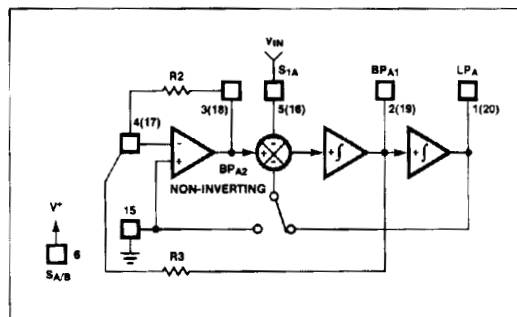 VIN
R2
S1A
BPA1
LPA
3(18)
5(16)
2(19)
1(20)
4(17)
-
+
+
-
-
+∫
+∫
BPA2
NON-INVERTING
V+
15
6
SA/B
R3